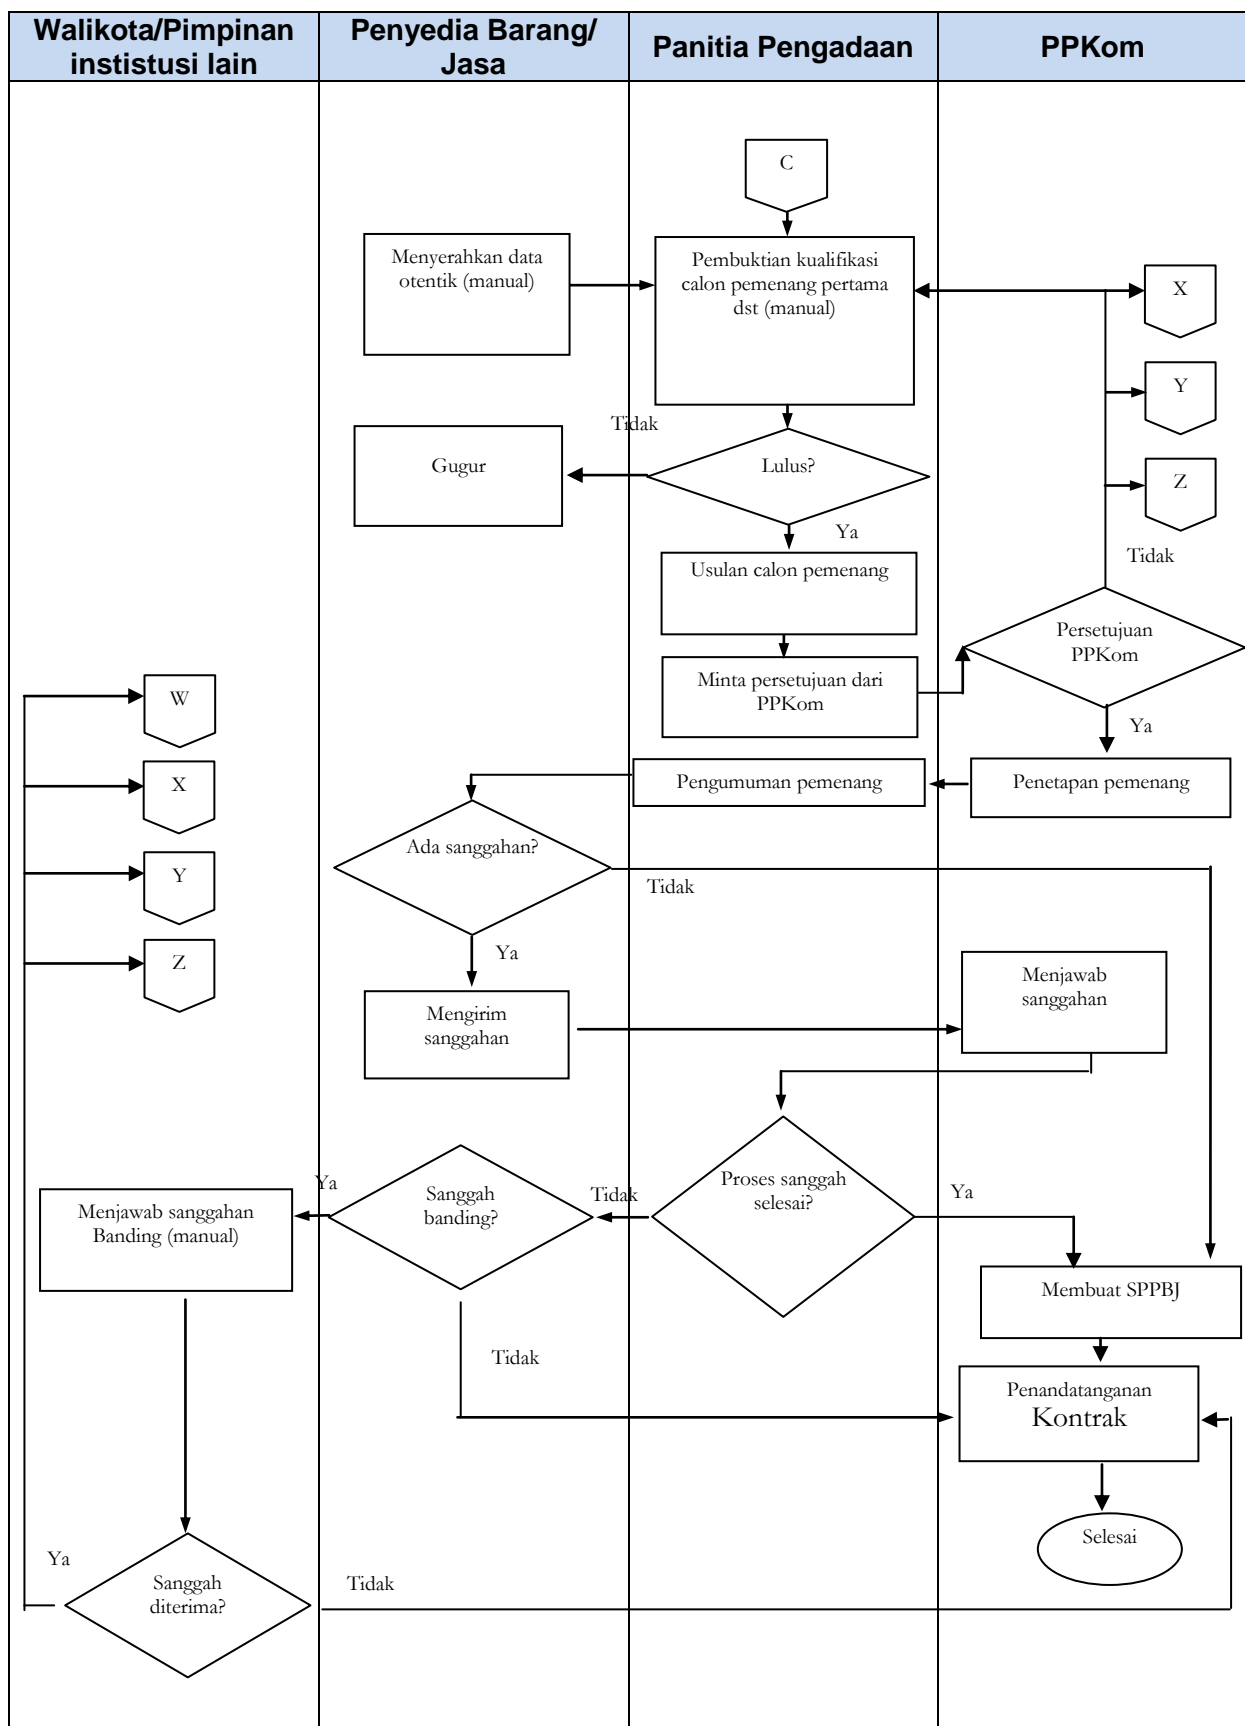 Walikota/Pimpinan
instistusi lain
Penyedia Barang/
Jasa
Panitia Pengadaan
PPKom
C
Menyerahkan data
otentik (manual)
Pembuktian kualifikasi
calon pemenang pertama
dst (manual)
X
Y
Tidak
Gugur
Lulus?
Z
Ya
Tidak
Usulan calon pemenang
Persetujuan
PPKom
Minta persetujuan dari
PPKom
W
Ya
X
Pengumuman pemenang
Penetapan pemenang
Ada sanggahan?
Y
Tidak
Ya
Z
Menjawab
sanggahan
Mengirim
sanggahan
Ya
Sanggah
banding?
Tidak
Proses sanggah
selesai?
Ya
Menjawab sanggahan
Banding (manual)
Membuat SPPBJ
Tidak
Penandatanganan
Kontrak
Selesai
Ya
Sanggah
diterima?
Tidak